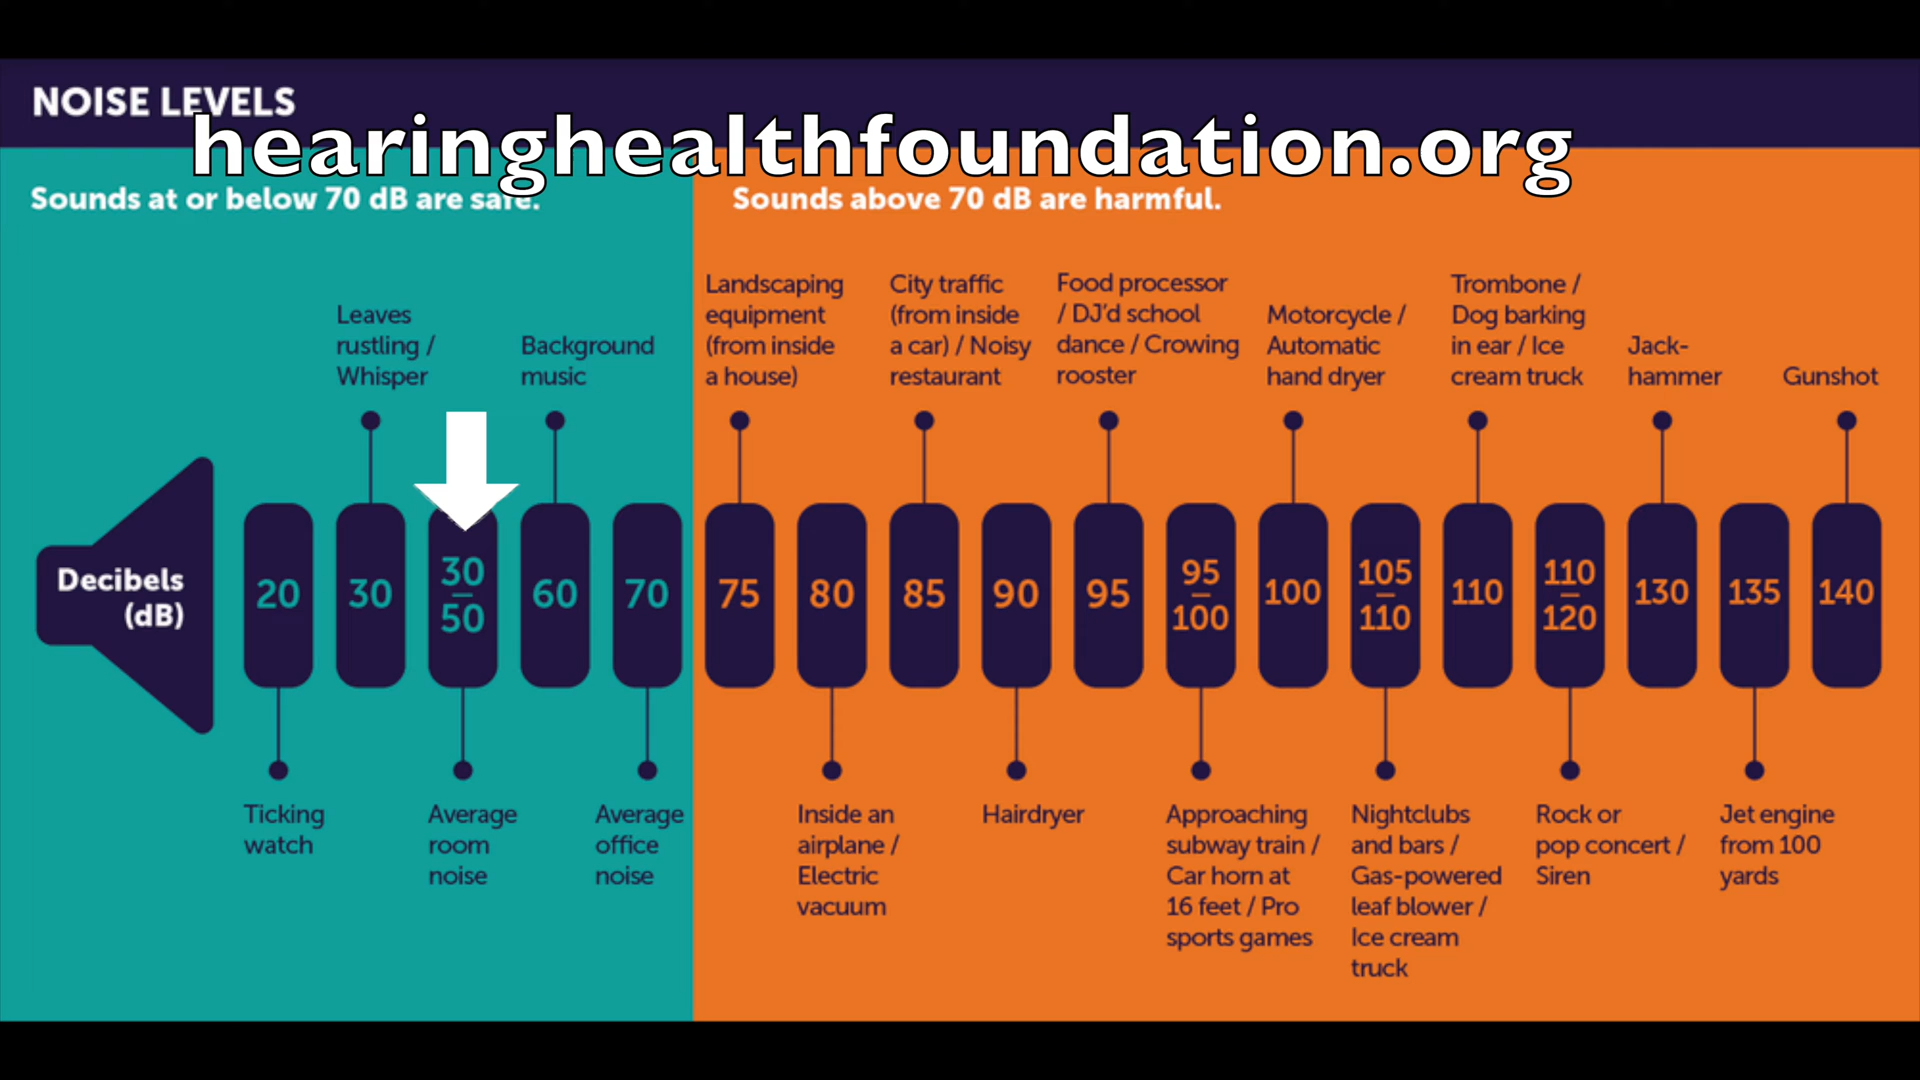 NOISE LEVELS
hearinghealthfoundation.org
Sounds at or below 70 dB are safe.
Sounds above 70 dB are harmful.
Leaves
rustling /
Whisper
Background
music
Landscaping
equipment
(from inside
a house)
City traffic
(from inside
a car) / Noisy
restaurant
Food processor
/ DJ'd school
dance / Crowing
rooster
Motorcycle /
Automatic
hand dryer
Trombone /
Dog barking
in ear / Ice
cream truck
Jack-
hammer
Gunshot
Decibels
(dB)
20
30
30
–
50
60
70
75
80
85
90
95
95
–
100
100
105
–
110
110
110
–
120
130
135
140
Ticking
watch
Average
room
noise
Average
office
noise
Inside an
airplane /
Electric
vacuum
Hairdryer
Approaching
subway train /
Car horn at
16 feet / Pro
sports games
Nightclubs
and bars /
Gas-powered
leaf blower /
Ice cream
truck
Rock or
pop concert /
Siren
Jet engine
from 100
yards